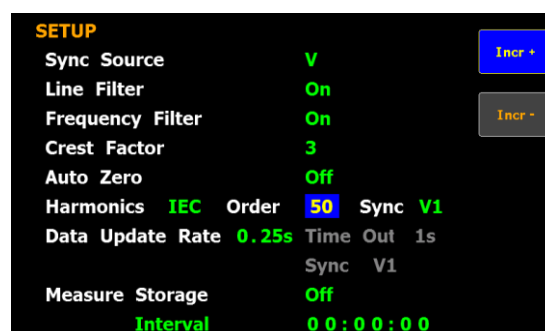 SETUP
Sync Source V
Line Filter On
Frequency Filter On
Crest Factor 3
Auto Zero Off
Harmonics IEC Order 50 Sync V1
Data Update Rate 0.25s Time Out 1s
Sync V1
Measure Storage Off
Interval 00:00:00
Incr +
Incr -